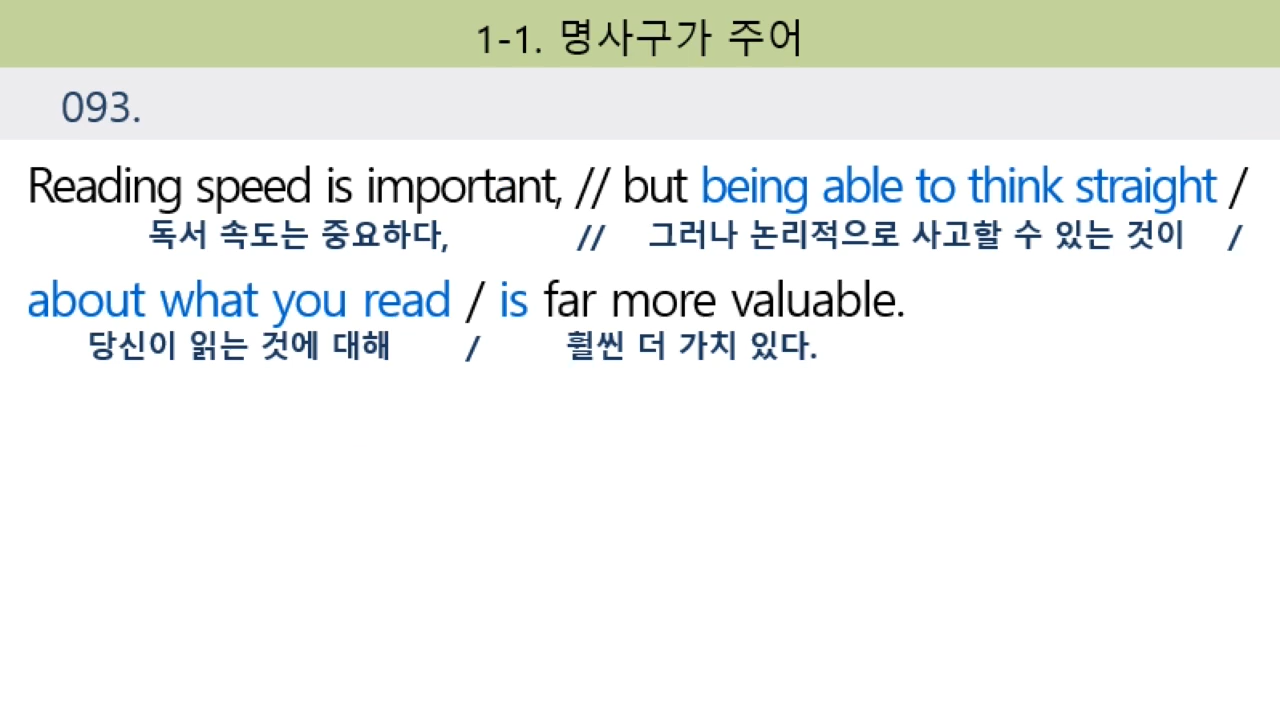 1-1. 명사구가 주어
093.
Reading speed is important, // but being able to think straight /
독서 속도는 중요하다, // 그러나 논리적으로 사고할 수 있는 것이 /
about what you read / is far more valuable.
당신이 읽는 것에 대해 / 훨씬 더 가치 있다.